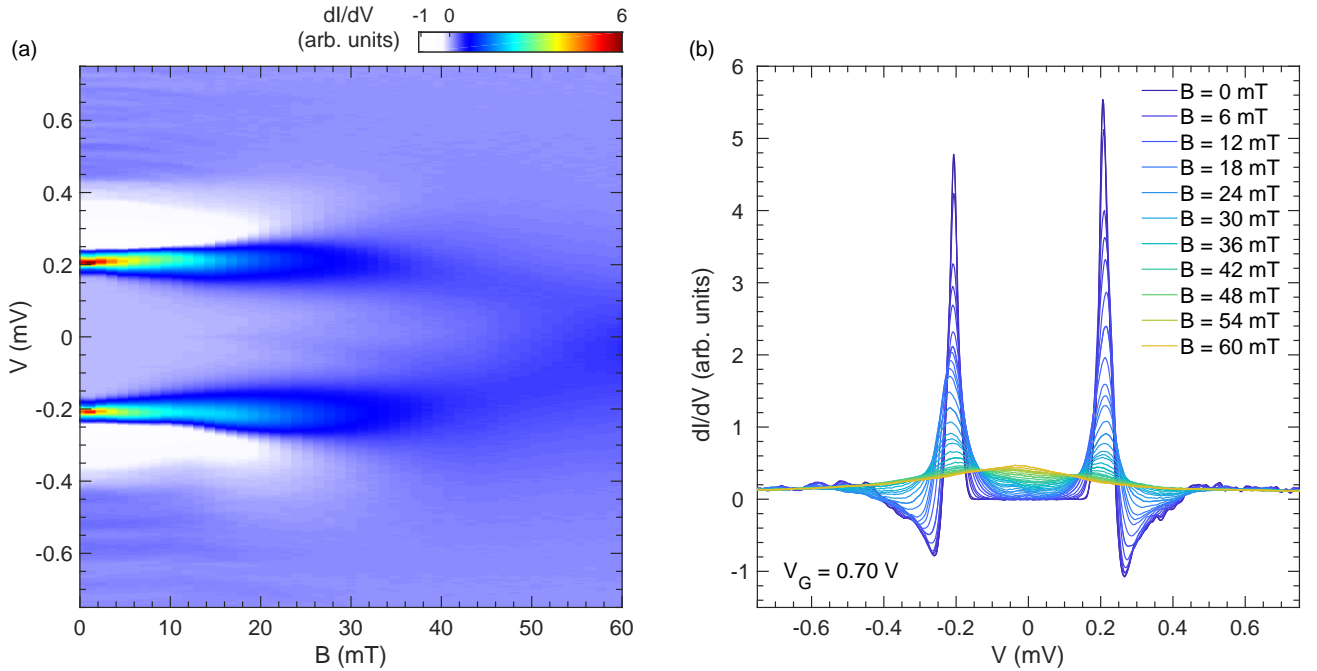 (a)
dI/dV
(arb. units)
-1 0 6
0.6
0.4
0.2
0
-0.2
-0.4
-0.6
V (mV)
0 10 20 30 40 50 60
B (mT)
(b)
6
5
4
3
2
1
0
-1
dI/dV (arb. units)
B = 0 mT
B = 6 mT
B = 12 mT
B = 18 mT
B = 24 mT
B = 30 mT
B = 36 mT
B = 42 mT
B = 48 mT
B = 54 mT
B = 60 mT
V_G = 0.70 V
-0.6 -0.4 -0.2 0 0.2 0.4 0.6
V (mV)